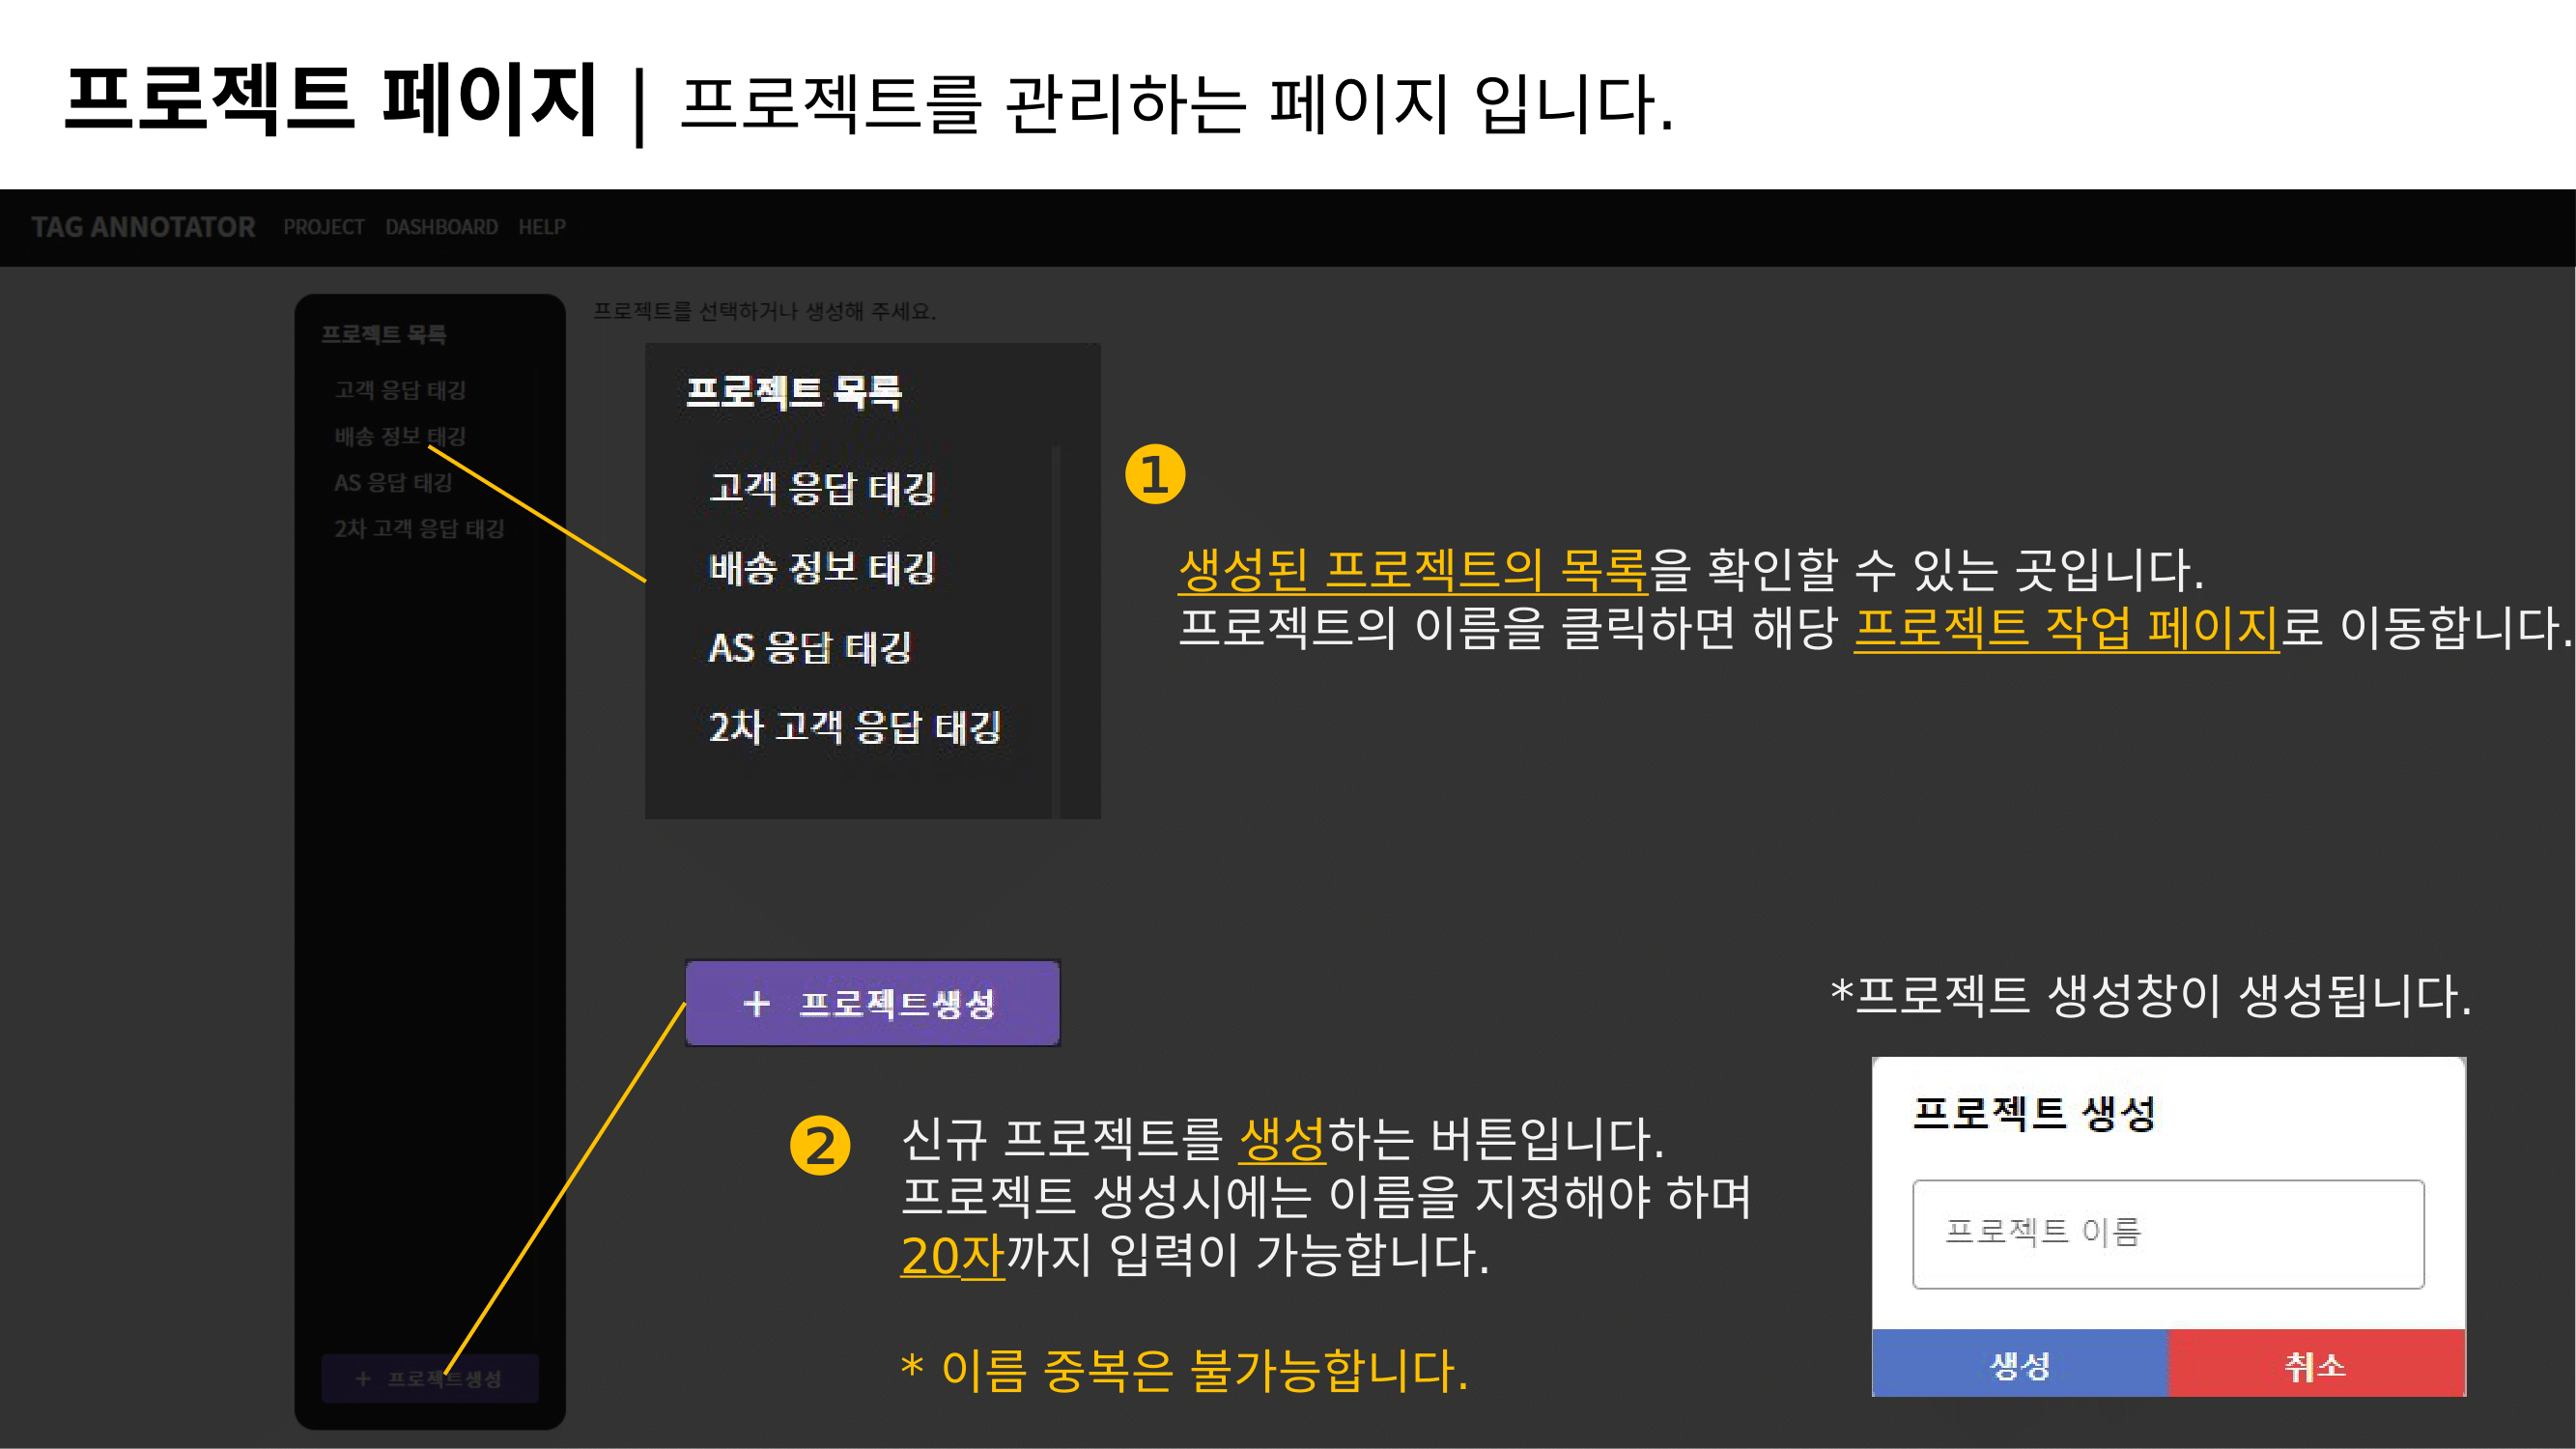 프로젝트 페이지 | 프로젝트를 관리하는 페이지 입니다.
TAG ANNOTATOR PROJECT DASHBOARD HELP
프로젝트 목록
고객 응답 태깅
배송 정보 태깅
AS 응답 태깅
2차 고객 응답 태깅
+ 프로젝트생성
프로젝트를 선택하거나 생성해 주세요.
프로젝트 목록
고객 응답 태깅
배송 정보 태깅
AS 응답 태깅
2차 고객 응답 태깅
❶
생성된 프로젝트의 목록을 확인할 수 있는 곳입니다.
프로젝트의 이름을 클릭하면 해당 프로젝트 작업 페이지로 이동합니다.
+ 프로젝트생성
❷
신규 프로젝트를 생성하는 버튼입니다.
프로젝트 생성시에는 이름을 지정해야 하며
20자까지 입력이 가능합니다.
* 이름 중복은 불가능합니다.
*프로젝트 생성창이 생성됩니다.
프로젝트 생성
프로젝트 이름
생성 취소